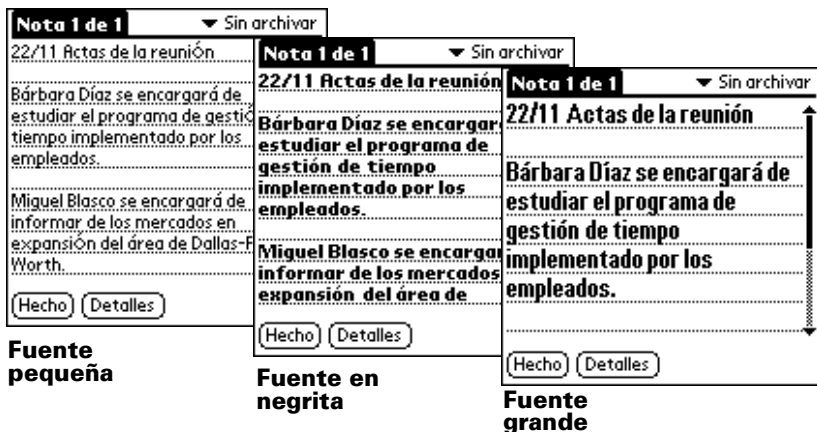 Nota 1 de 1
Sin archivar
22/11 Actas de la reunión
Bárbara Díaz se encargará de
estudiar el programa de gestió
tiempo implementado por los
empleados.
Miguel Blasco se encargará de
informar de los mercados en
expansión del área de Dallas-F
Worth.
Hecho
Detalles
Fuente
pequeña
Nota 1 de 1
Sin archivar
22/11 Actas de la reunión
Bárbara Díaz se encargar
estudiar el programa de
gestión de tiempo
implementado por los
empleados.
Miguel Blasco se encargar
informar de los mercados
expansión del área de
Hecho
Detalles
Fuente en
negrita
Nota 1 de 1
Sin archivar
22/11 Actas de la reunión
Bárbara Díaz se encargará de
estudiar el programa de
gestión de tiempo
implementado por los
empleados.
Hecho
Detalles
Fuente
grande